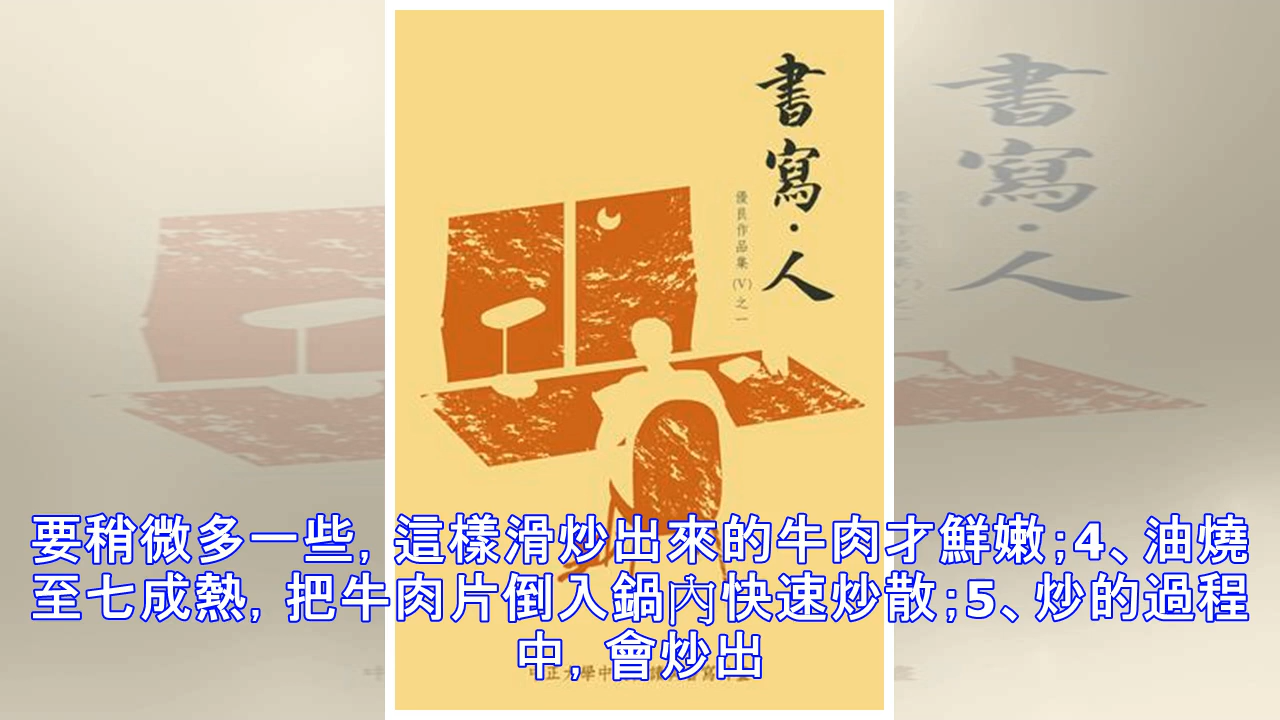 書寫・人
優良作品集(V)之一
要稍微多一些, 這樣滑炒出來的牛肉才鮮嫩;4、油燒
至七成熱, 把牛肉片倒入鍋內快速炒散;5、炒的過程
中, 會炒出